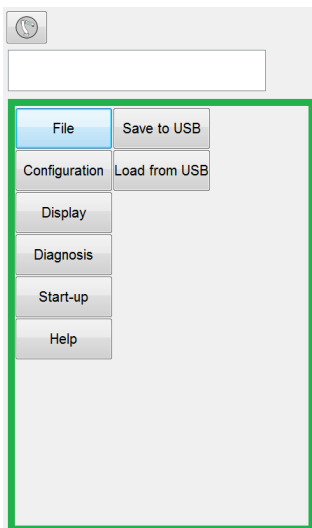 File Save to USB
Configuration Load from USB
Display
Diagnosis
Start-up
Help